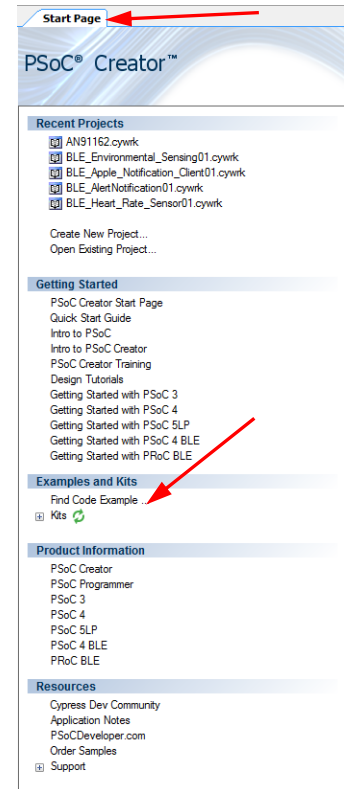 Start Page
PSoC® Creator™
Recent Projects
AN91162.cywrk
BLE_Environmental_Sensing01.cywrk
BLE_Apple_Notification_Client01.cywrk
BLE_AlertNotification01.cywrk
BLE_Heart_Rate_Sensor01.cywrk
Create New Project...
Open Existing Project...
Getting Started
PSoC Creator Start Page
Quick Start Guide
Intro to PSoC
Intro to PSoC Creator
PSoC Creator Training
Design Tutorials
Getting Started with PSoC 3
Getting Started with PSoC 4
Getting Started with PSoC 5LP
Getting Started with PSoC 4 BLE
Getting Started with PRoC BLE
Examples and Kits
Find Code Example ...
Kits
Product Information
PSoC Creator
PSoC Programmer
PSoC 3
PSoC 4
PSoC 5LP
PSoC 4 BLE
PRoC BLE
Resources
Cypress Dev Community
Application Notes
PSoCDeveloper.com
Order Samples
Support